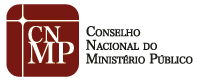 CN
MP
Conselho
Nacional do
Ministério Público